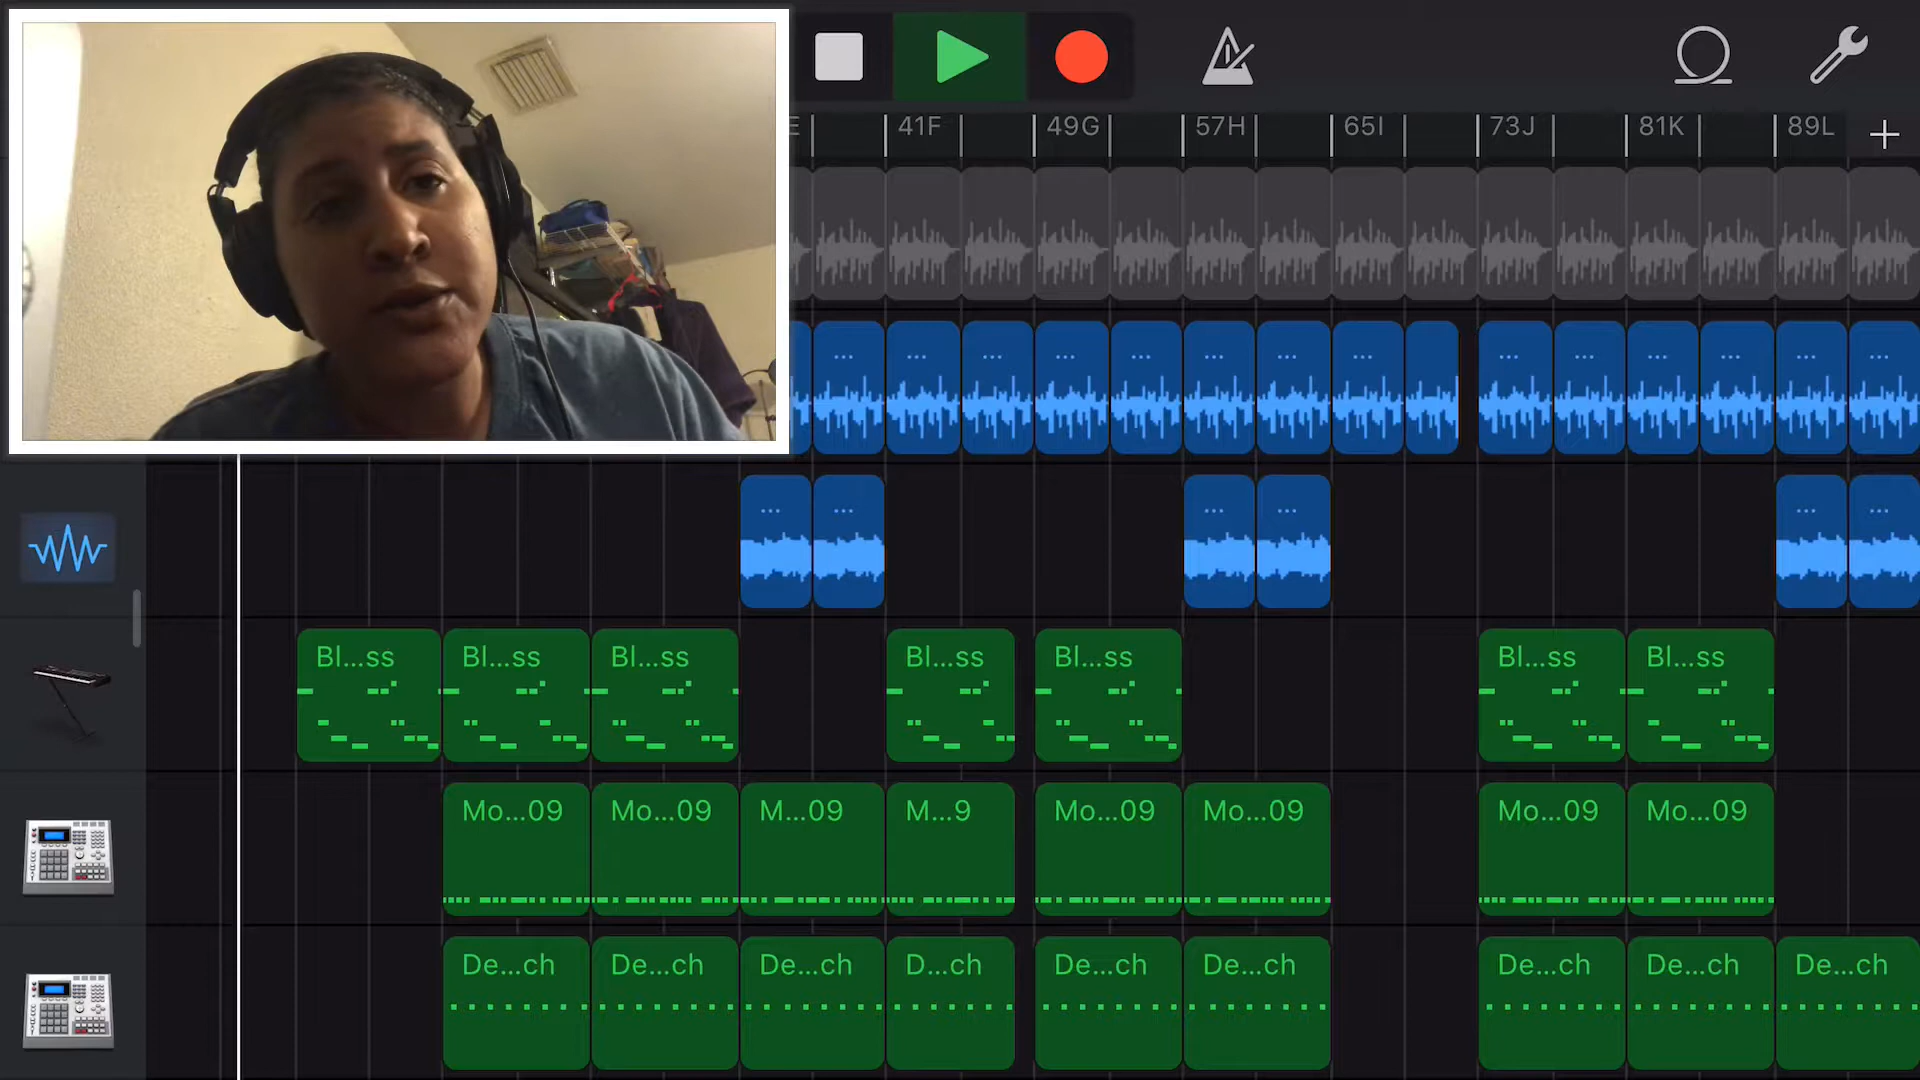 E 41F 49G 57H 65I 73J 81K 89L
Bl...ss Bl...ss Bl...ss Bl...ss Bl...ss Bl...ss Bl...ss
Mo...09 Mo...09 M...09 M...9 Mo...09 Mo...09 Mo...09 Mo...09
De...ch De...ch De...ch D...ch De...ch De...ch De...ch De...ch De...ch